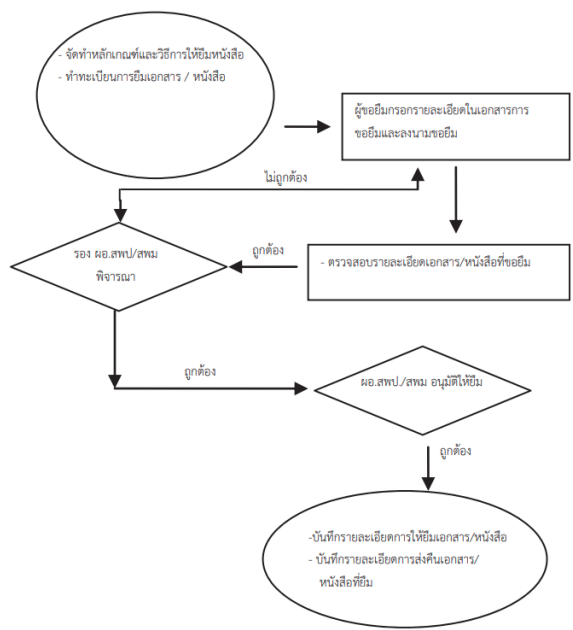 - จัดทำหลักเกณฑ์และวิธีการให้ยืมหนังสือ
- ทำทะเบียนการยืมเอกสาร / หนังสือ
ผู้ขอยืมกรอกรายละเอียดในเอกสารการ
ขอยืมและลงนามขอยืม
ไม่ถูกต้อง
รอง ผอ.สพป/สพม
พิจารณา
ถูกต้อง
- ตรวจสอบรายละเอียดเอกสาร/หนังสือที่ขอยืม
ถูกต้อง
ผอ.สพป./สพม อนุมัติให้ยืม
ถูกต้อง
-บันทึกรายละเอียดการให้ยืมเอกสาร/หนังสือ
- บันทึกรายละเอียดการส่งคืนเอกสาร/
หนังสือที่ยืม